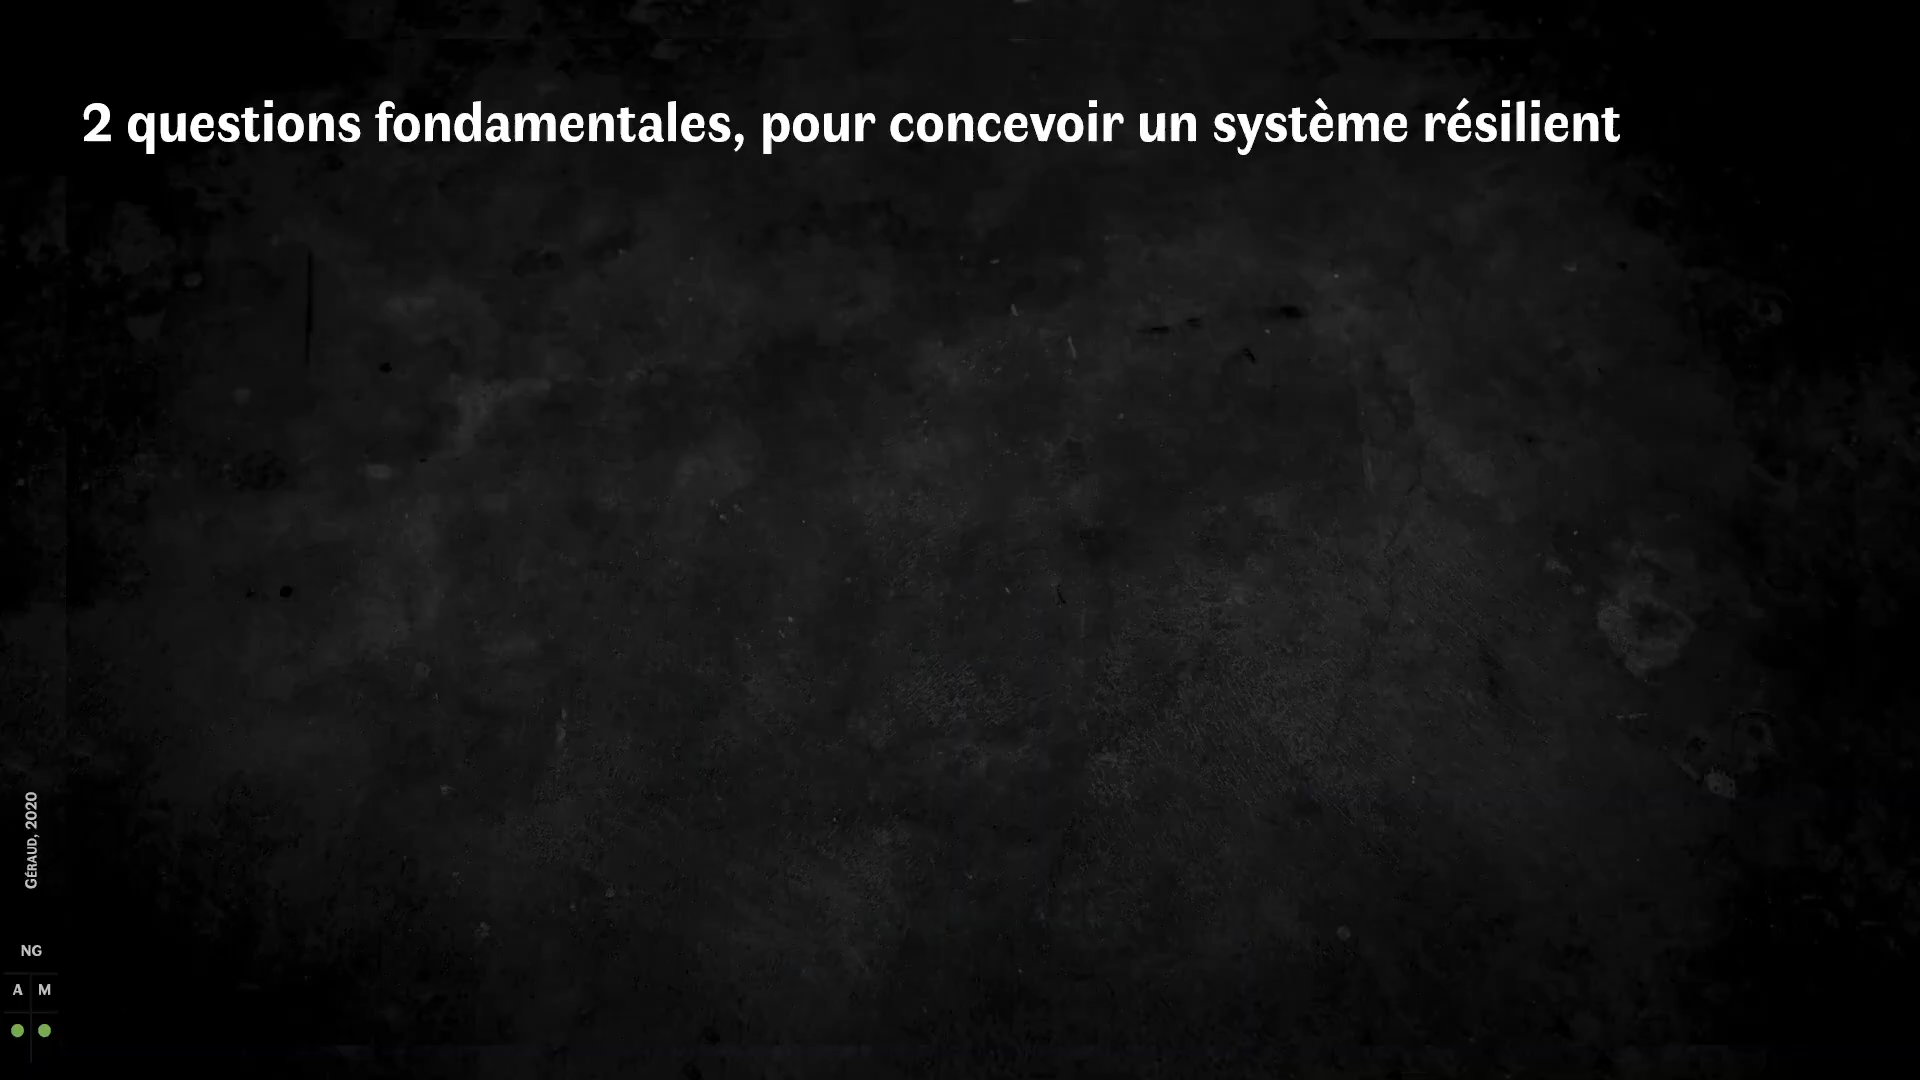 2 questions fondamentales, pour concevoir un système résilient
GÉRAUD, 2020
NG
A M